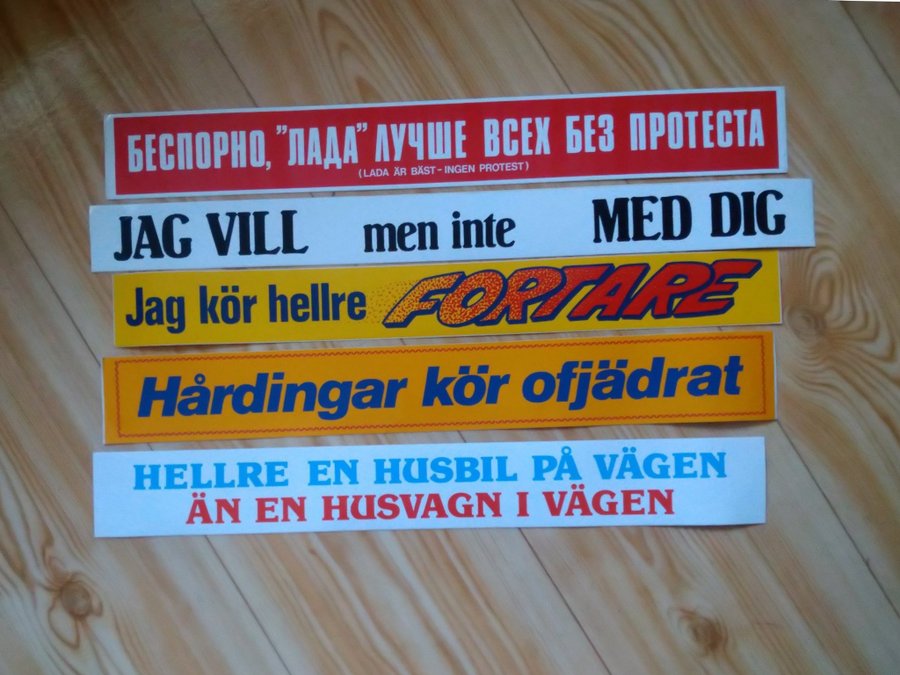 БЕСПОРНО, "ЛАДА" ЛУЧШЕ ВСЕХ БЕЗ ПРОТЕСТА
(LADA ÄR BÄST - INGEN PROTEST)
JAG VILL men inte MED DIG
Jag kör hellre FORTARE
Hårdingar kör ofjädrat
HELLRE EN HUSBIL PÅ VÄGEN
ÄN EN HUSVAGN I VÄGEN